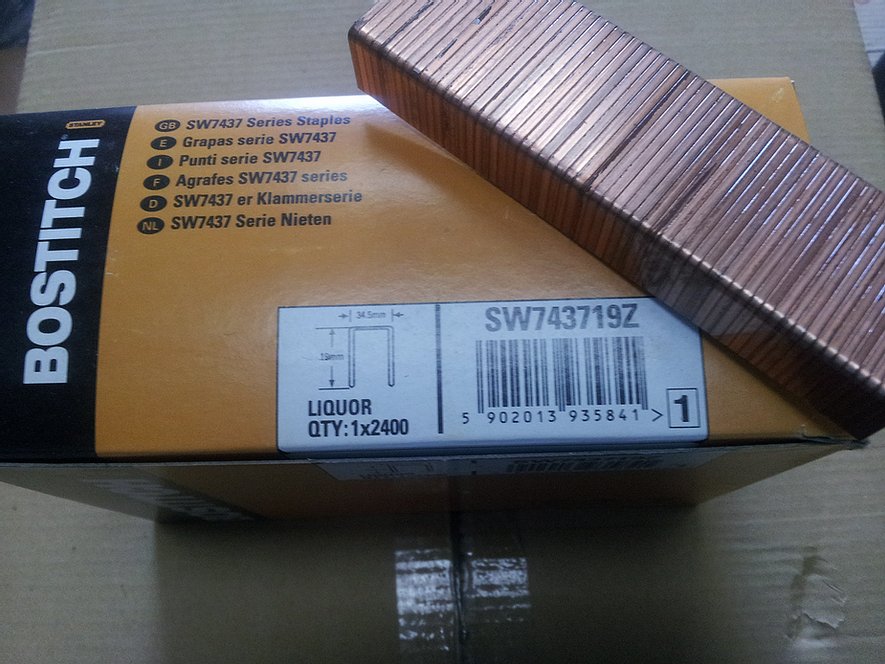 STANLEY
BOSTITCH
GB SW7437 Series Staples
E Grapas serie SW7437
I Punti serie SW7437
F Agrafes SW7437 series
D SW7437 er Klammerserie
NL SW7437 Serie Nieten
34.5mm
19mm
LIQUOR
QTY:1x2400
SW743719Z
5 902013 935841 >
1